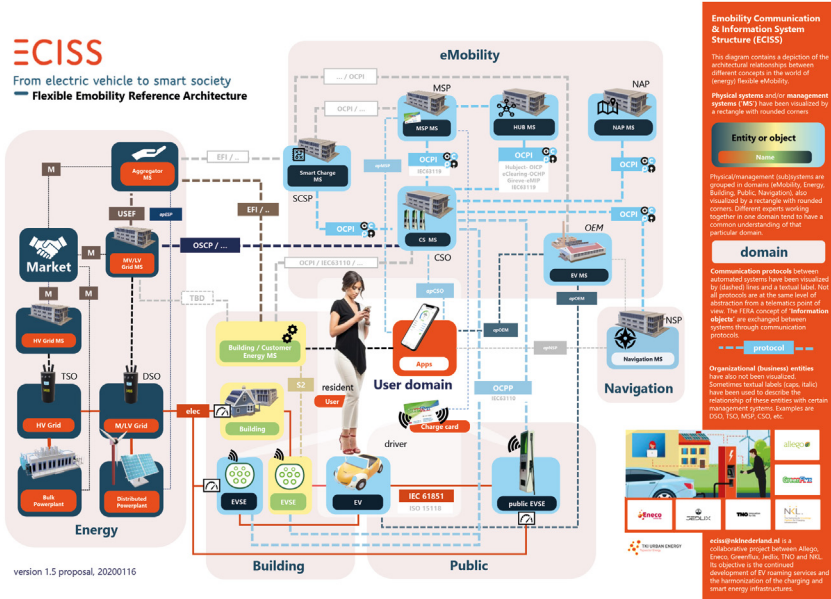 ECISS
From electric vehicle to smart society
Flexible Emobility Reference Architecture
eMobility
... / OCPI
OCPI / ...
MSP
MSP MS
HUB MS
NAP
NAP MS
OCPI
IEC63119
OCPI
Hubject-OICP
eClearing-OCHP
Gireve-eMIP
IEC63119
OCPI
EFI / ..
Smart Charge
MS
SCSP
OCPI
OCPI
CS MS
CSO
OEM
EV MS
M
Aggregator
MS
USEF
EFI / ..
OSCP / ...
OCPI / IEC63110 / ...
Market
M
MV/LV
Grid MS
M
M
TBD
HV Grid MS
TSO
DSO
HV Grid
M/LV Grid
Bulk
Powerplant
Distributed
Powerplant
Energy
elec
Building / Customer
Energy MS
S2
Building
resident
User
Apps
User domain
Charge card
driver
OCPP
IEC63110
NSP
Navigation MS
Navigation
EVSE
EVSE
EV
IEC 61851
ISO 15118
public EVSE
Building
Public
version 1.5 proposal, 20200116
Emobility Communication
& Information System
Structure (ECISS)
This diagram contains a depiction of the
architectural relationships between
different concepts in the world of
(energy) flexible eMobility.
Physical systems and/or management
systems ('MS') have been visualized by
a rectangle with rounded corners
Entity or object
Name
Physical/management (sub)systems are
grouped in domains (eMobility, Energy,
Building, Public, Navigation), also
visualized by a rectangle with rounded
corners. Different experts working
together in one domain tend to have a
common understanding of that
particular domain.
domain
Communication protocols between
automated systems have been visualized
by (dashed) lines and a textual label. Not
all protocols are at the same level of
abstraction from a telematics point of
view. The FERA concept of 'Information
objects' are exchanged between
systems through communication
protocols.
protocol
Organizational (business) entities
have also not been visualized.
Sometimes textual labels (caps, italic)
have been used to describe the
relationship of these entities with certain
management systems. Examples are
DSO, TSO, MSP, CSO, etc.
allego
GreenFlux
Eneco
JEDLIX
TNO
NKL
TKI URBAN ENERGY
eciss@nklnederland.nl is a
collaborative project between Allego,
Eneco, Greenflux, Jedlix, TNO and NKL.
Its objective is the continued
development of EV roaming services and
the harmonization of the charging and
smart energy infrastructures.